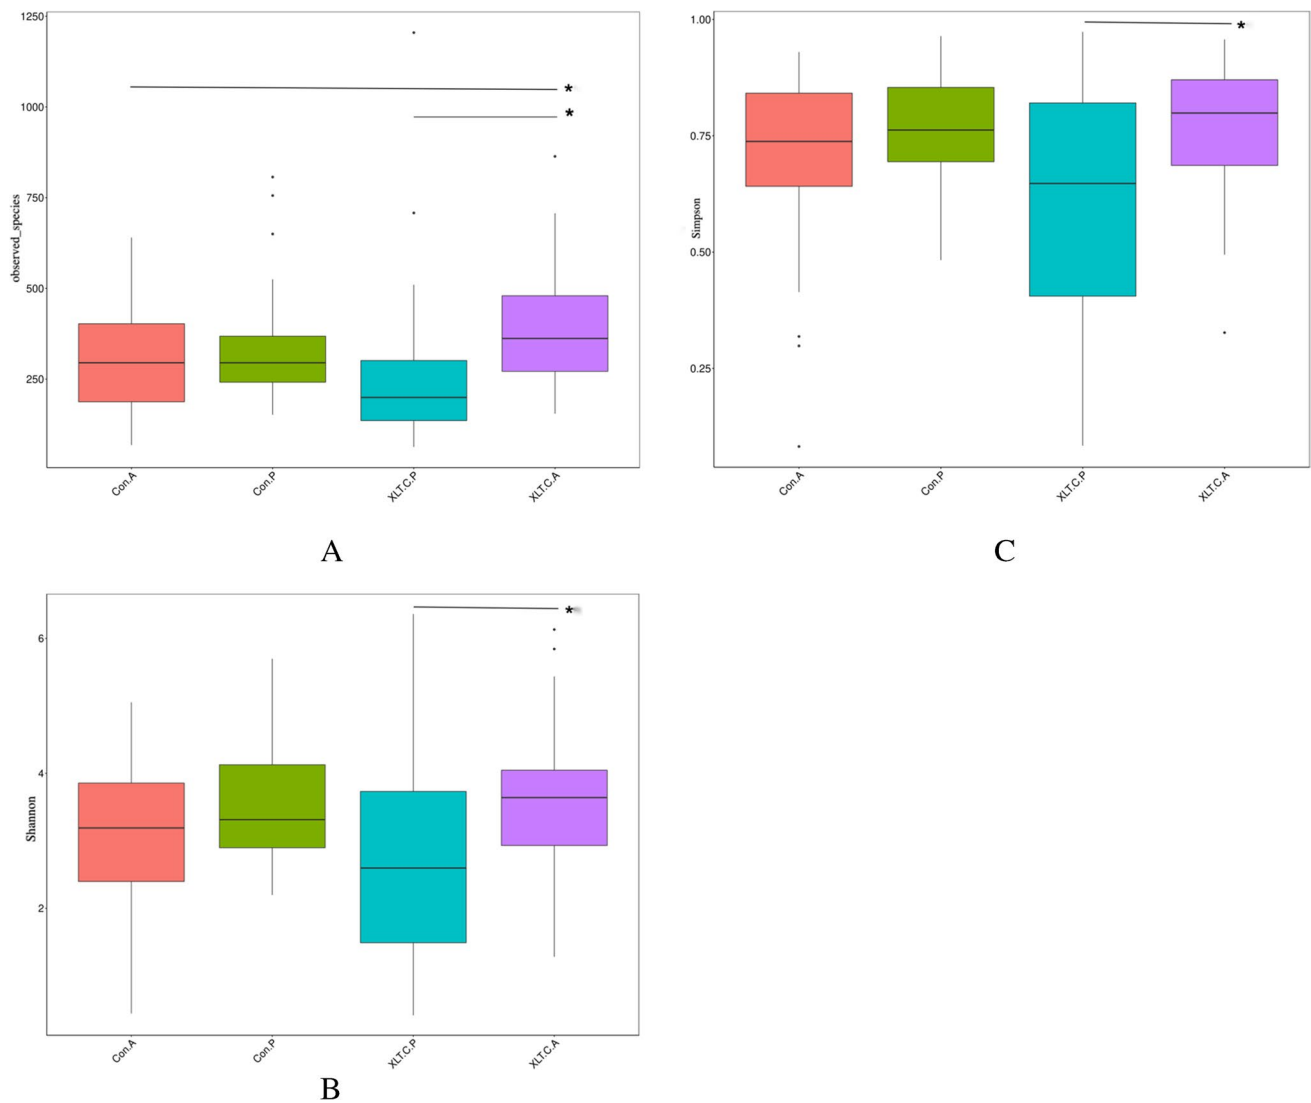 1250
1000
750
500
250
observed_species
*
*
Con.A
Con.P
XLT.C.P
XLT.C.A
A
1.00
0.75
0.50
0.25
Simpson
*
Con.A
Con.P
XLT.C.P
XLT.C.A
C
6
4
2
Shannon
*
Con.A
Con.P
XLT.C.P
XLT.C.A
B